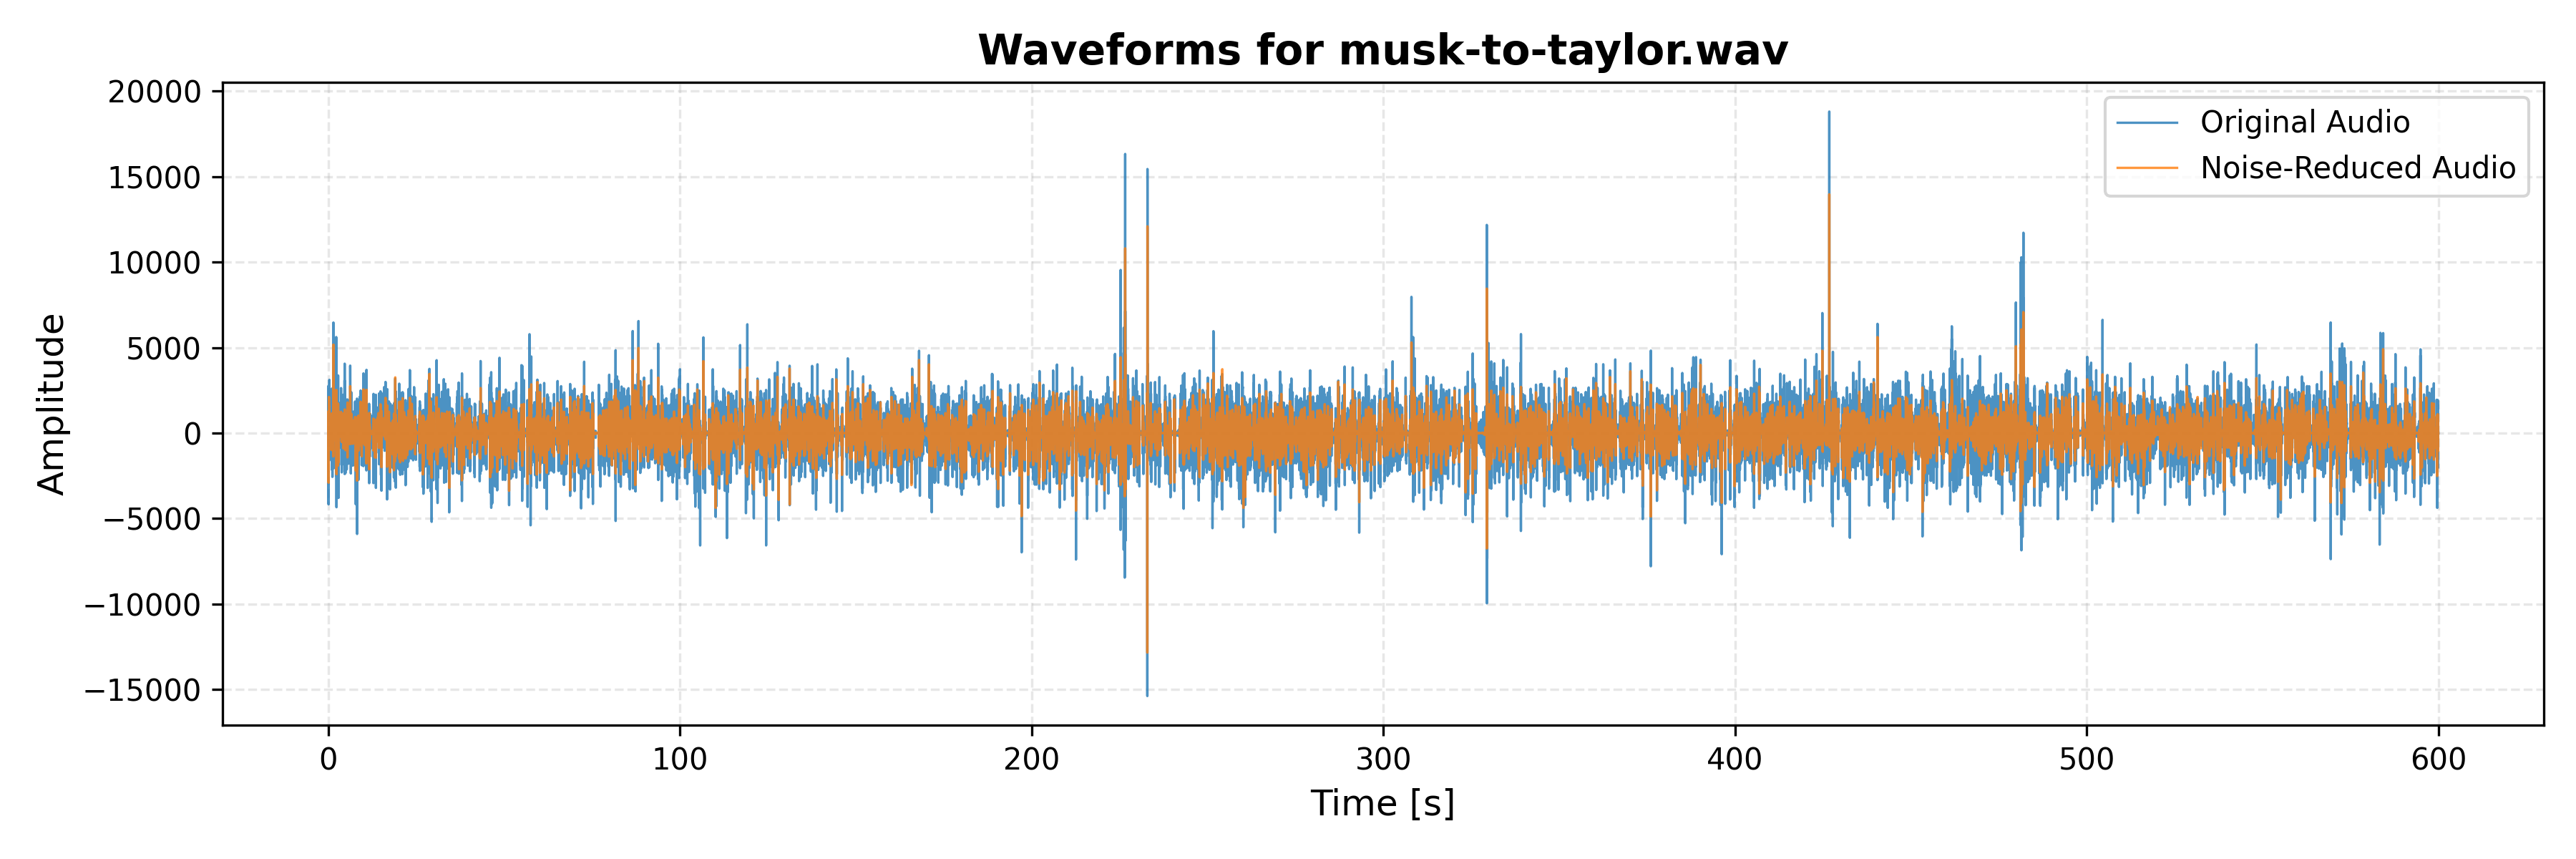 Waveforms for musk-to-taylor.wav
20000
15000
10000
5000
0
−5000
−10000
−15000
Amplitude
Original Audio
Noise-Reduced Audio
0 100 200 300 400 500 600
Time [s]